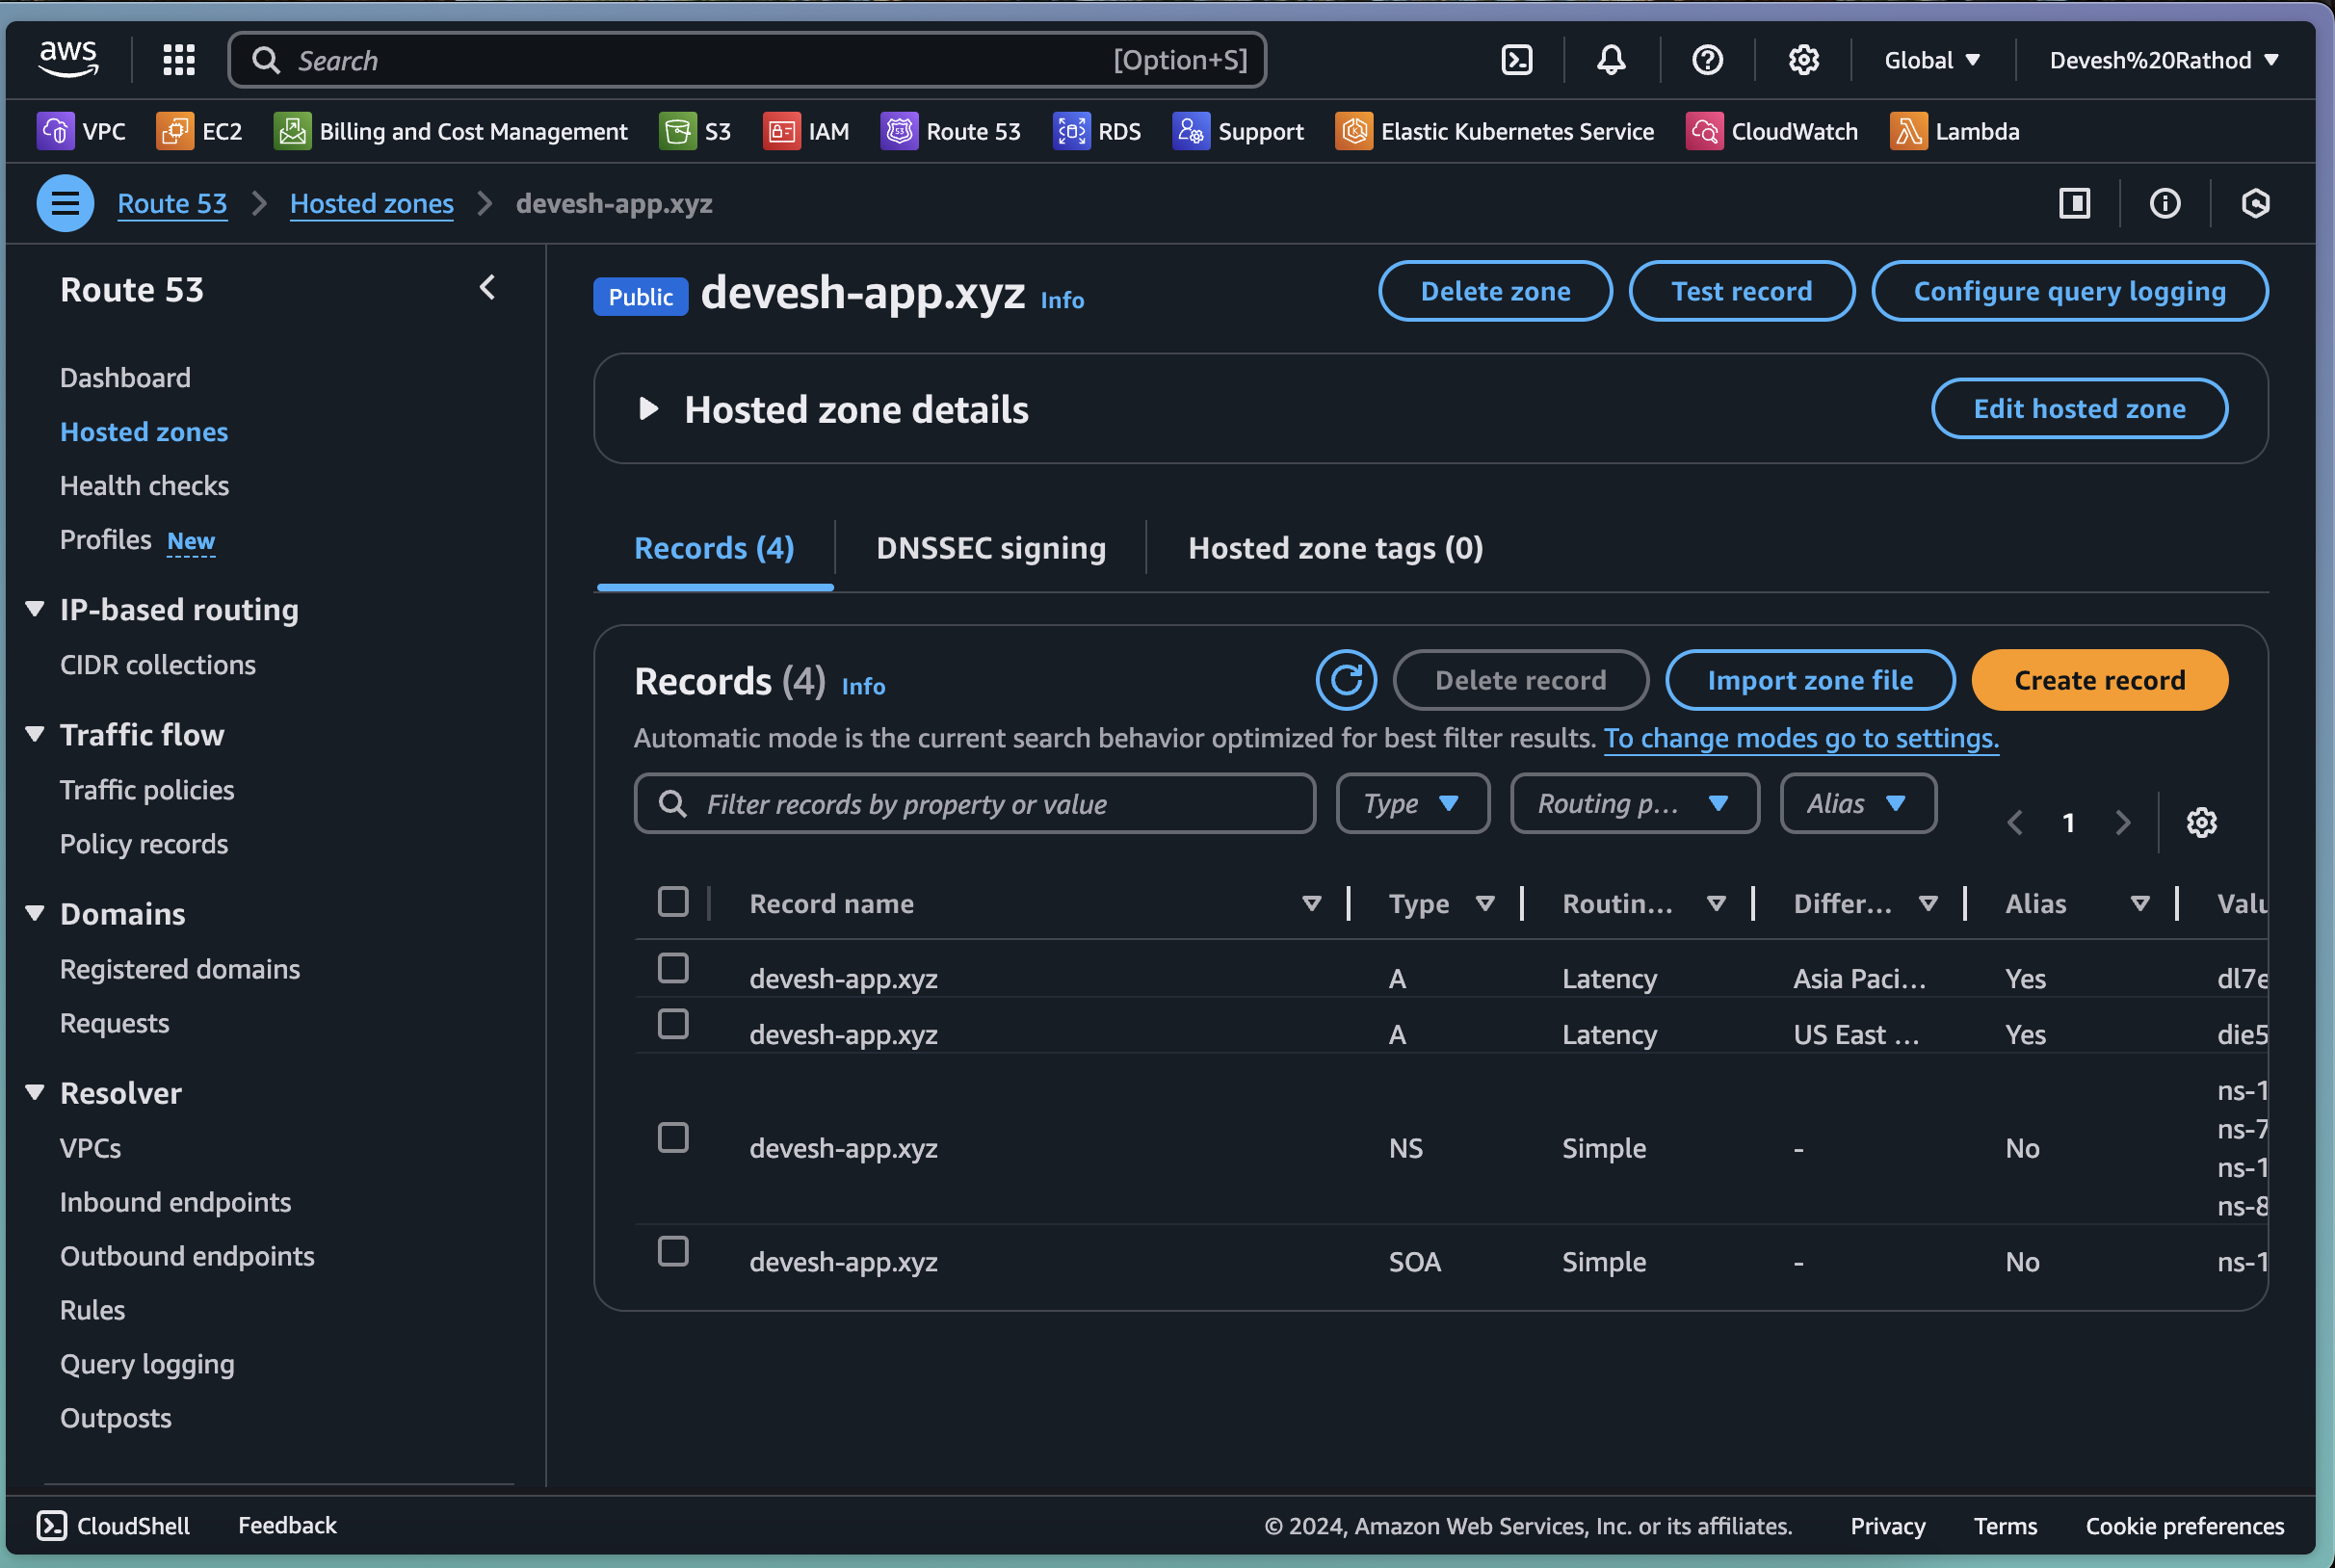 aws
Search [Option+S] Global Devesh%20Rathod
VPC EC2 Billing and Cost Management S3 IAM Route 53 RDS Support Elastic Kubernetes Service CloudWatch Lambda
Route 53 Hosted zones devesh-app.xyz
Route 53
Dashboard
Hosted zones
Health checks
Profiles New
IP-based routing
CIDR collections
Traffic flow
Traffic policies
Policy records
Domains
Registered domains
Requests
Resolver
VPCs
Inbound endpoints
Outbound endpoints
Rules
Query logging
Outposts
Public devesh-app.xyz Info Delete zone Test record Configure query logging
Hosted zone details Edit hosted zone
Records (4) DNSSEC signing Hosted zone tags (0)
Records (4) Info Delete record Import zone file Create record
Automatic mode is the current search behavior optimized for best filter results. To change modes go to settings.
Filter records by property or value Type Routing p... Alias 1
Record name Type Routin... Differ... Alias Valu
devesh-app.xyz A Latency Asia Paci... Yes dl7e
devesh-app.xyz A Latency US East ... Yes die5
devesh-app.xyz NS Simple - No ns-1
ns-7
ns-1
ns-8
devesh-app.xyz SOA Simple - No ns-1
CloudShell Feedback © 2024, Amazon Web Services, Inc. or its affiliates. Privacy Terms Cookie preferences